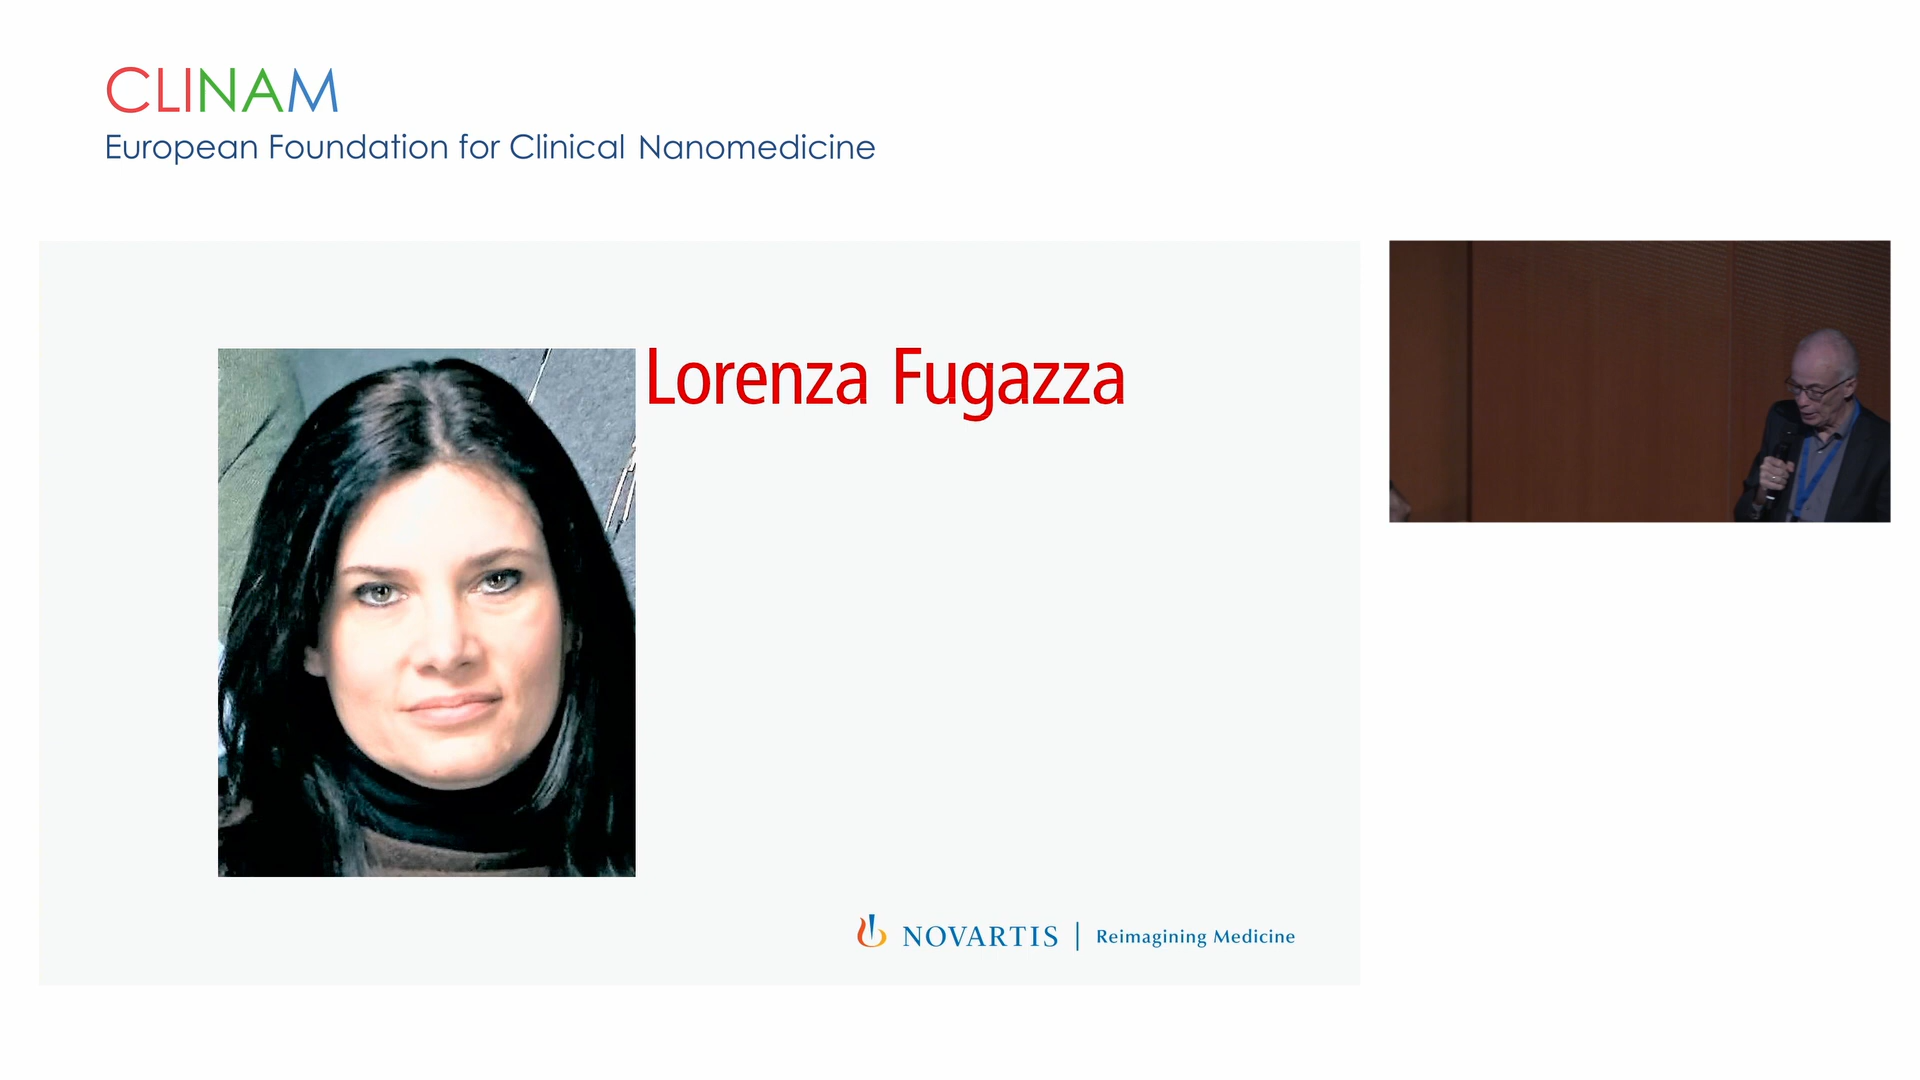 CLINAM
European Foundation for Clinical Nanomedicine
Lorenza Fugazza
NOVARTIS | Reimagining Medicine